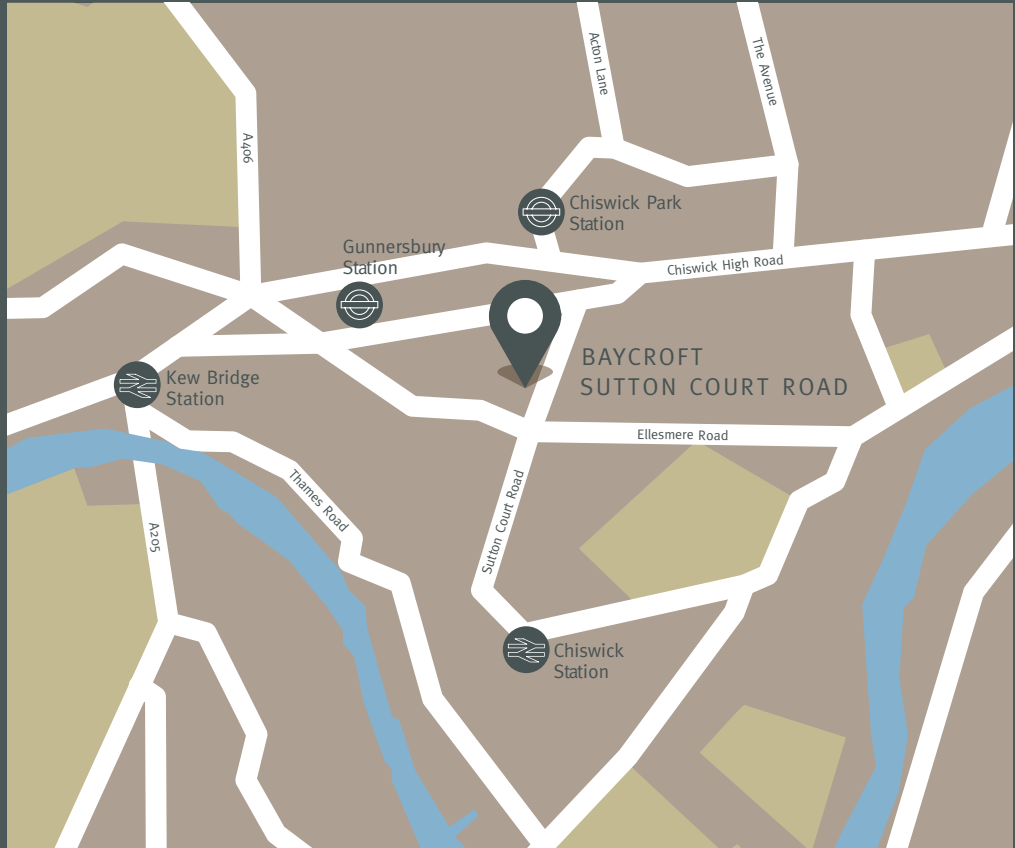 Acton Lane
The Avenue
A406
Chiswick Park
Station
Gunnersbury
Station
Chiswick High Road
BAYCROFT
SUTTON COURT ROAD
Kew Bridge
Station
Ellesmere Road
Thames Road
Sutton Court Road
A205
Chiswick
Station